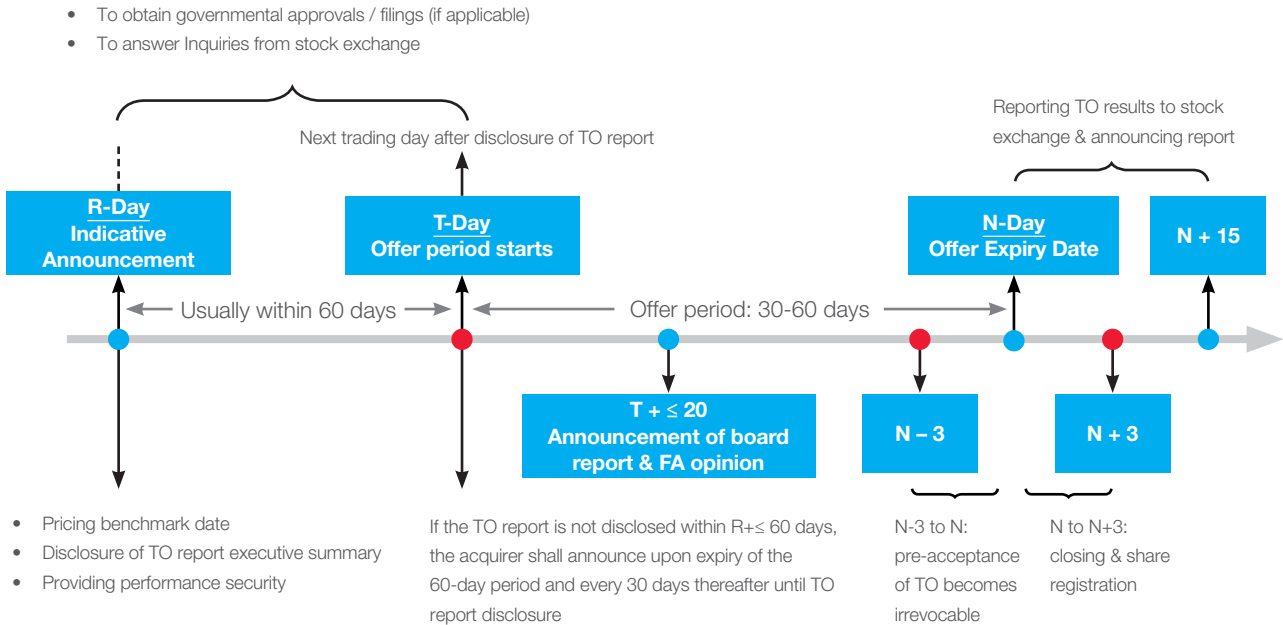 • To obtain governmental approvals / filings (if applicable)
• To answer Inquiries from stock exchange
Next trading day after disclosure of TO report
Reporting TO results to stock
exchange & announcing report
R-Day
Indicative
Announcement
T-Day
Offer period starts
N-Day
Offer Expiry Date
N + 15
Usually within 60 days
Offer period: 30-60 days
T + ≤ 20
Announcement of board
report & FA opinion
N – 3
N + 3
• Pricing benchmark date
• Disclosure of TO report executive summary
• Providing performance security
If the TO report is not disclosed within R+≤ 60 days,
the acquirer shall announce upon expiry of the
60-day period and every 30 days thereafter until TO
report disclosure
N-3 to N:
pre-acceptance
of TO becomes
irrevocable
N to N+3:
closing & share
registration